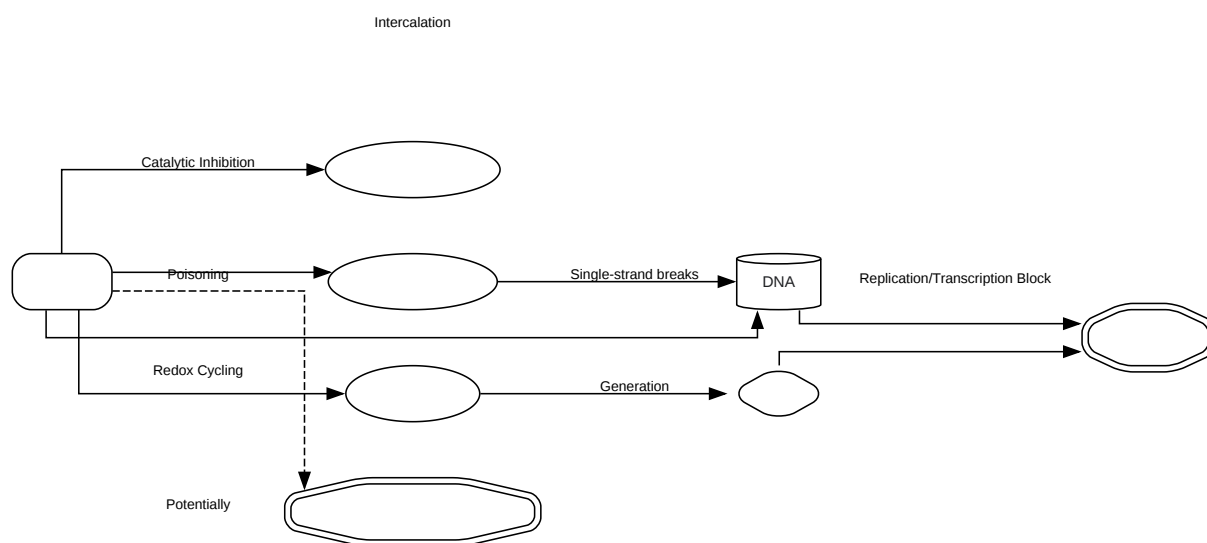 Intercalation
Catalytic Inhibition
Poisoning
Single-strand breaks
DNA
Replication/Transcription Block
Redox Cycling
Generation
Potentially